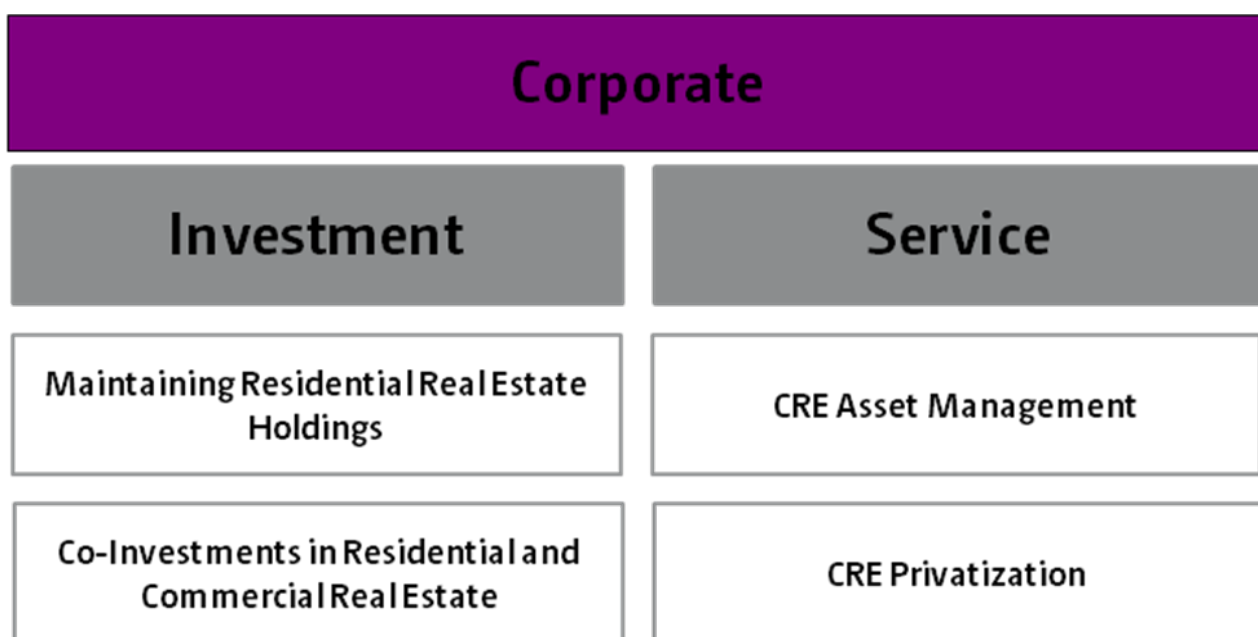 Corporate
Investment
Service
Maintaining Residential Real Estate
Holdings
CRE Asset Management
Co-Investments in Residential and
Commercial Real Estate
CRE Privatization